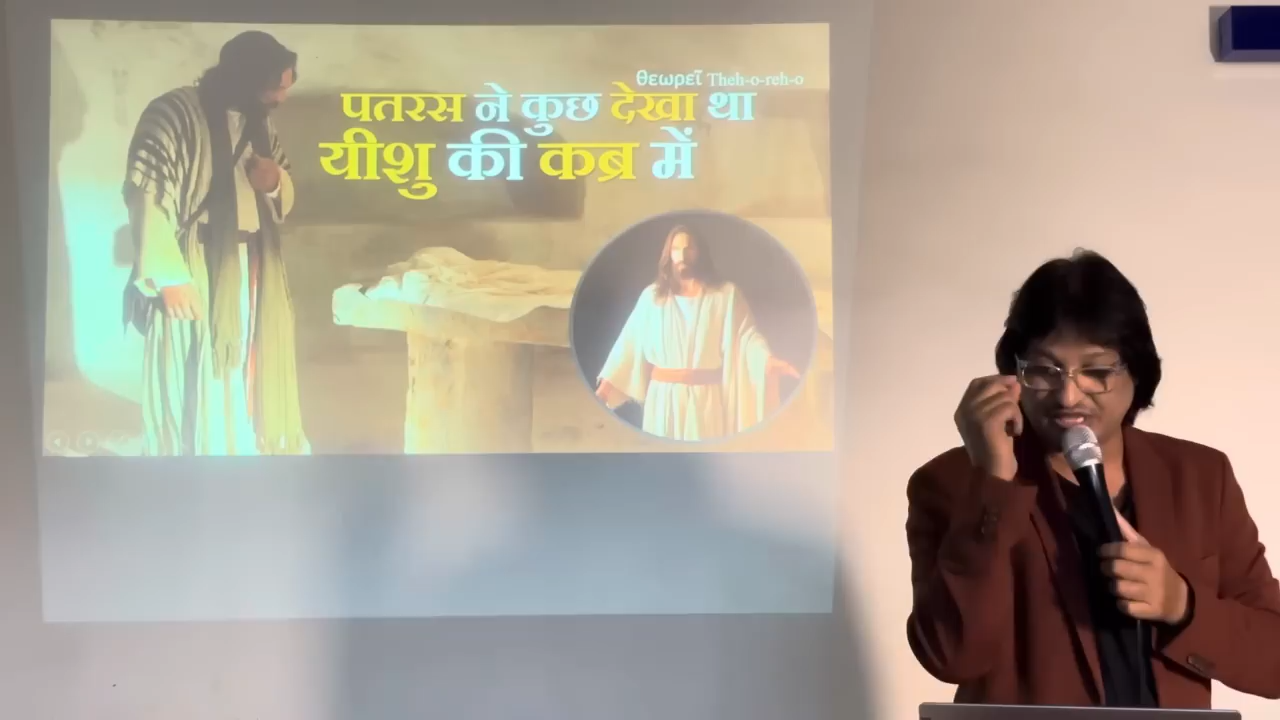 θεωρεῖ Theh-o-reh-o
पतरस ने कुछ देखा था
यीशु की कब्र में